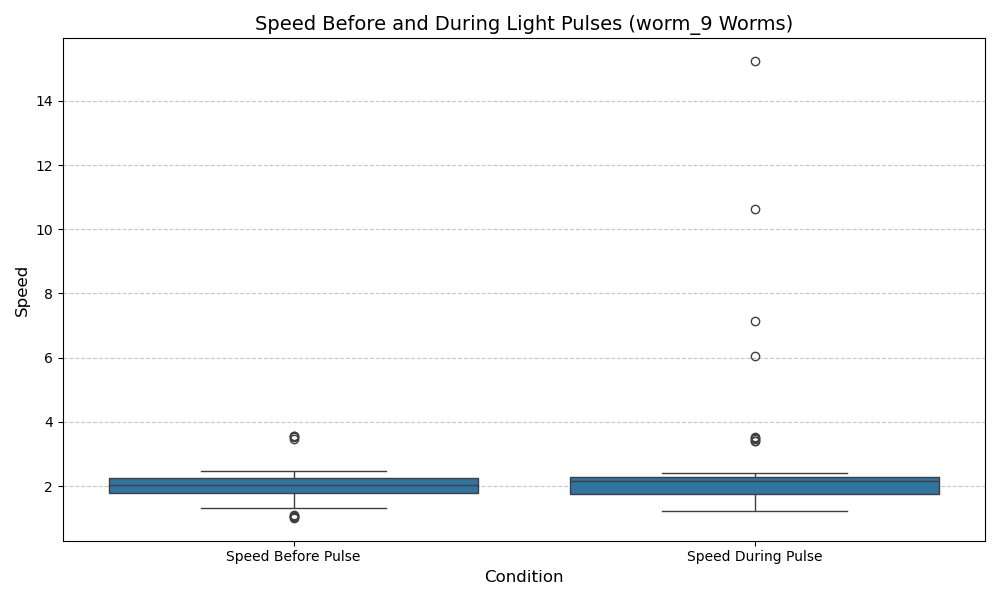 Speed Before and During Light Pulses (worm_9 Worms)
14
12
10
8
6
4
2
Speed
Speed Before Pulse
Speed During Pulse
Condition